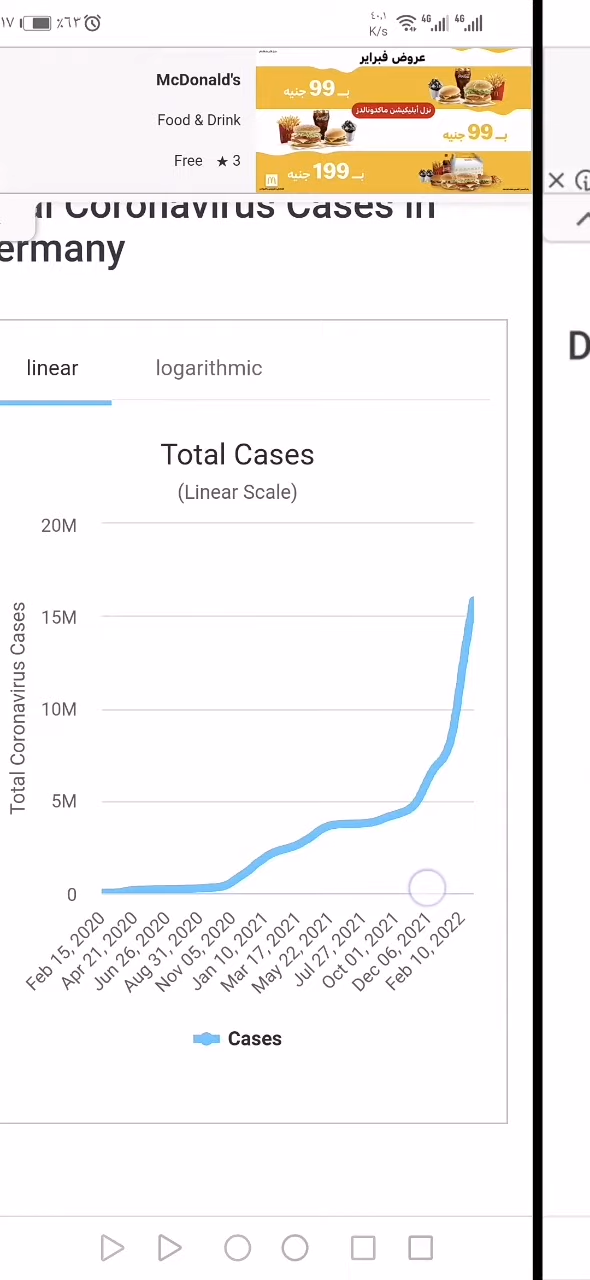 ١٧ ٪٦٣ ٤٠,١ K/s 4G 4G
McDonald's
Food & Drink
Free ★ 3
عروض فبراير
بـ 99 جنيه
نزل أبليكيشن ماكدونالدز
بـ 99 جنيه
بـ 199 جنيه
al Coronavirus Cases in
ermany
D
linear logarithmic
Total Cases
(Linear Scale)
Total Coronavirus Cases
20M
15M
10M
5M
0
Feb 15, 2020
Apr 21, 2020
Jun 26, 2020
Aug 31, 2020
Nov 05, 2020
Jan 10, 2021
Mar 17, 2021
May 22, 2021
Jul 27, 2021
Oct 01, 2021
Dec 06, 2021
Feb 10, 2022
Cases